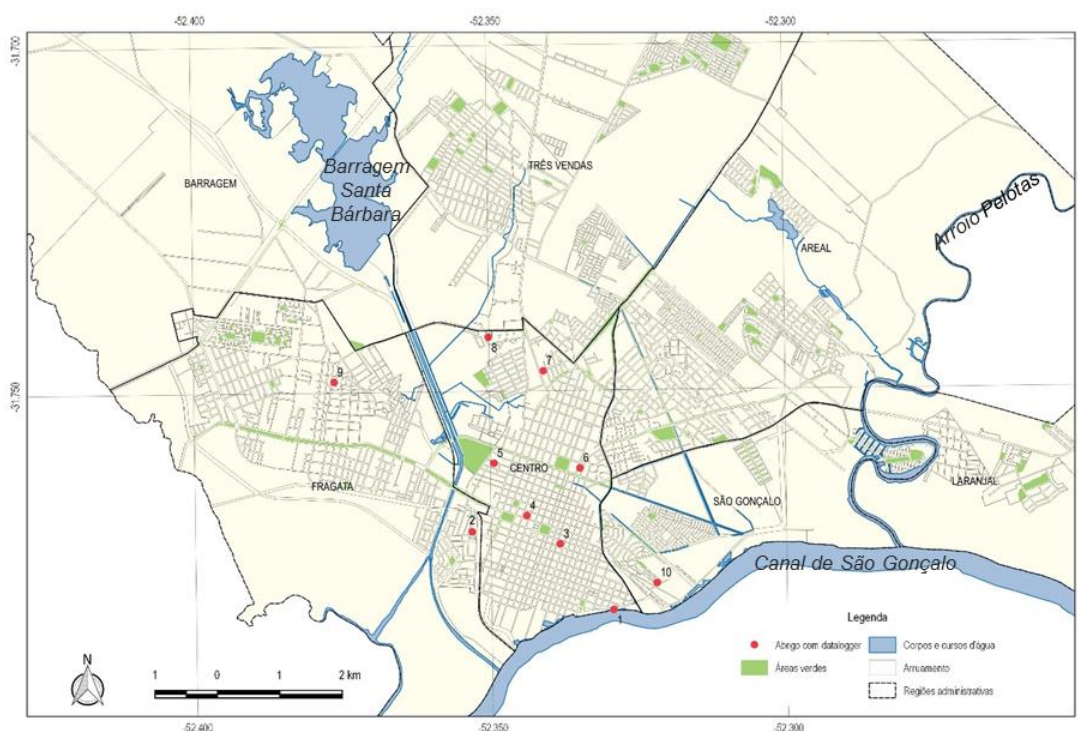 -52.400
-52.350
-52.300
-31.700
Barragem
Santa
Bárbara
BARRAGEM
TRÊS VENDAS
Arroio Pelotas
AREAL
8
7
9
-31.750
5
CENTRO
6
FRAGATA
LARANJAL
SÃO GONÇALO
4
2
3
10
Canal de São Gonçalo
1
Legenda
Abrigo com datalogger
Corpos e cursos d'água
Áreas verdes
Arruamento
Regiões administrativas
N
1 0 1 2 km
-52.400
-52.350
-52.300